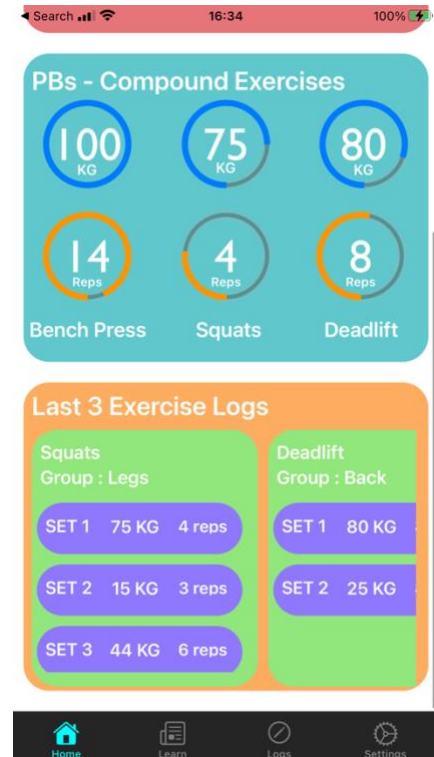 Search 16:34 100%
PBs - Compound Exercises
100 75 80
KG KG KG
14 4 8
Reps Reps Reps
Bench Press Squats Deadlift
Last 3 Exercise Logs
Squats
Group : Legs
SET 1 75 KG 4 reps
SET 2 15 KG 3 reps
SET 3 44 KG 6 reps
Deadlift
Group : Back
SET 1 80 KG
SET 2 25 KG
Home Learn Logs Settings